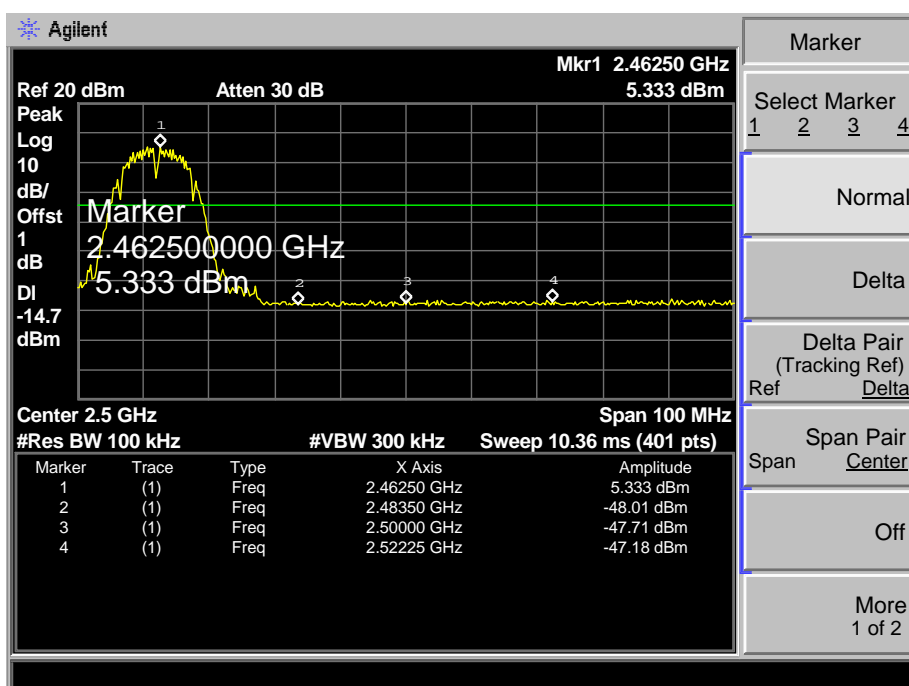 Agilent
Marker
Mkr1 2.46250 GHz
Ref 20 dBm Atten 30 dB 5.333 dBm
Peak
Log
10
dB/
Offst
1
dB
DI
-14.7
dBm
1
Marker
2.462500000 GHz
5.333 dBm
2
3
4
Center 2.5 GHz Span 100 MHz
#Res BW 100 kHz #VBW 300 kHz Sweep 10.36 ms (401 pts)
Marker Trace Type X Axis Amplitude
1 (1) Freq 2.46250 GHz 5.333 dBm
2 (1) Freq 2.48350 GHz -48.01 dBm
3 (1) Freq 2.50000 GHz -47.71 dBm
4 (1) Freq 2.52225 GHz -47.18 dBm
Select Marker
1 2 3 4
Normal
Delta
Delta Pair
(Tracking Ref)
Ref Delta
Span Pair
Span Center
Off
More
1 of 2